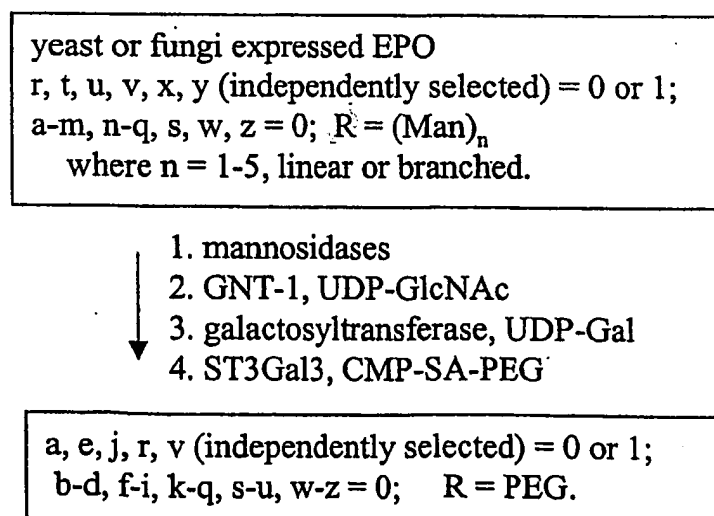 yeast or fungi expressed EPO
r, t, u, v, x, y (independently selected) = 0 or 1;
a-m, n-q, s, w, z = 0; R = (Man)n
where n = 1-5, linear or branched.
1. mannosidases
2. GNT-1, UDP-GlcNAc
3. galactosyltransferase, UDP-Gal
4. ST3Gal3, CMP-SA-PEG
a, e, j, r, v (independently selected) = 0 or 1;
b-d, f-i, k-q, s-u, w-z = 0; R = PEG.